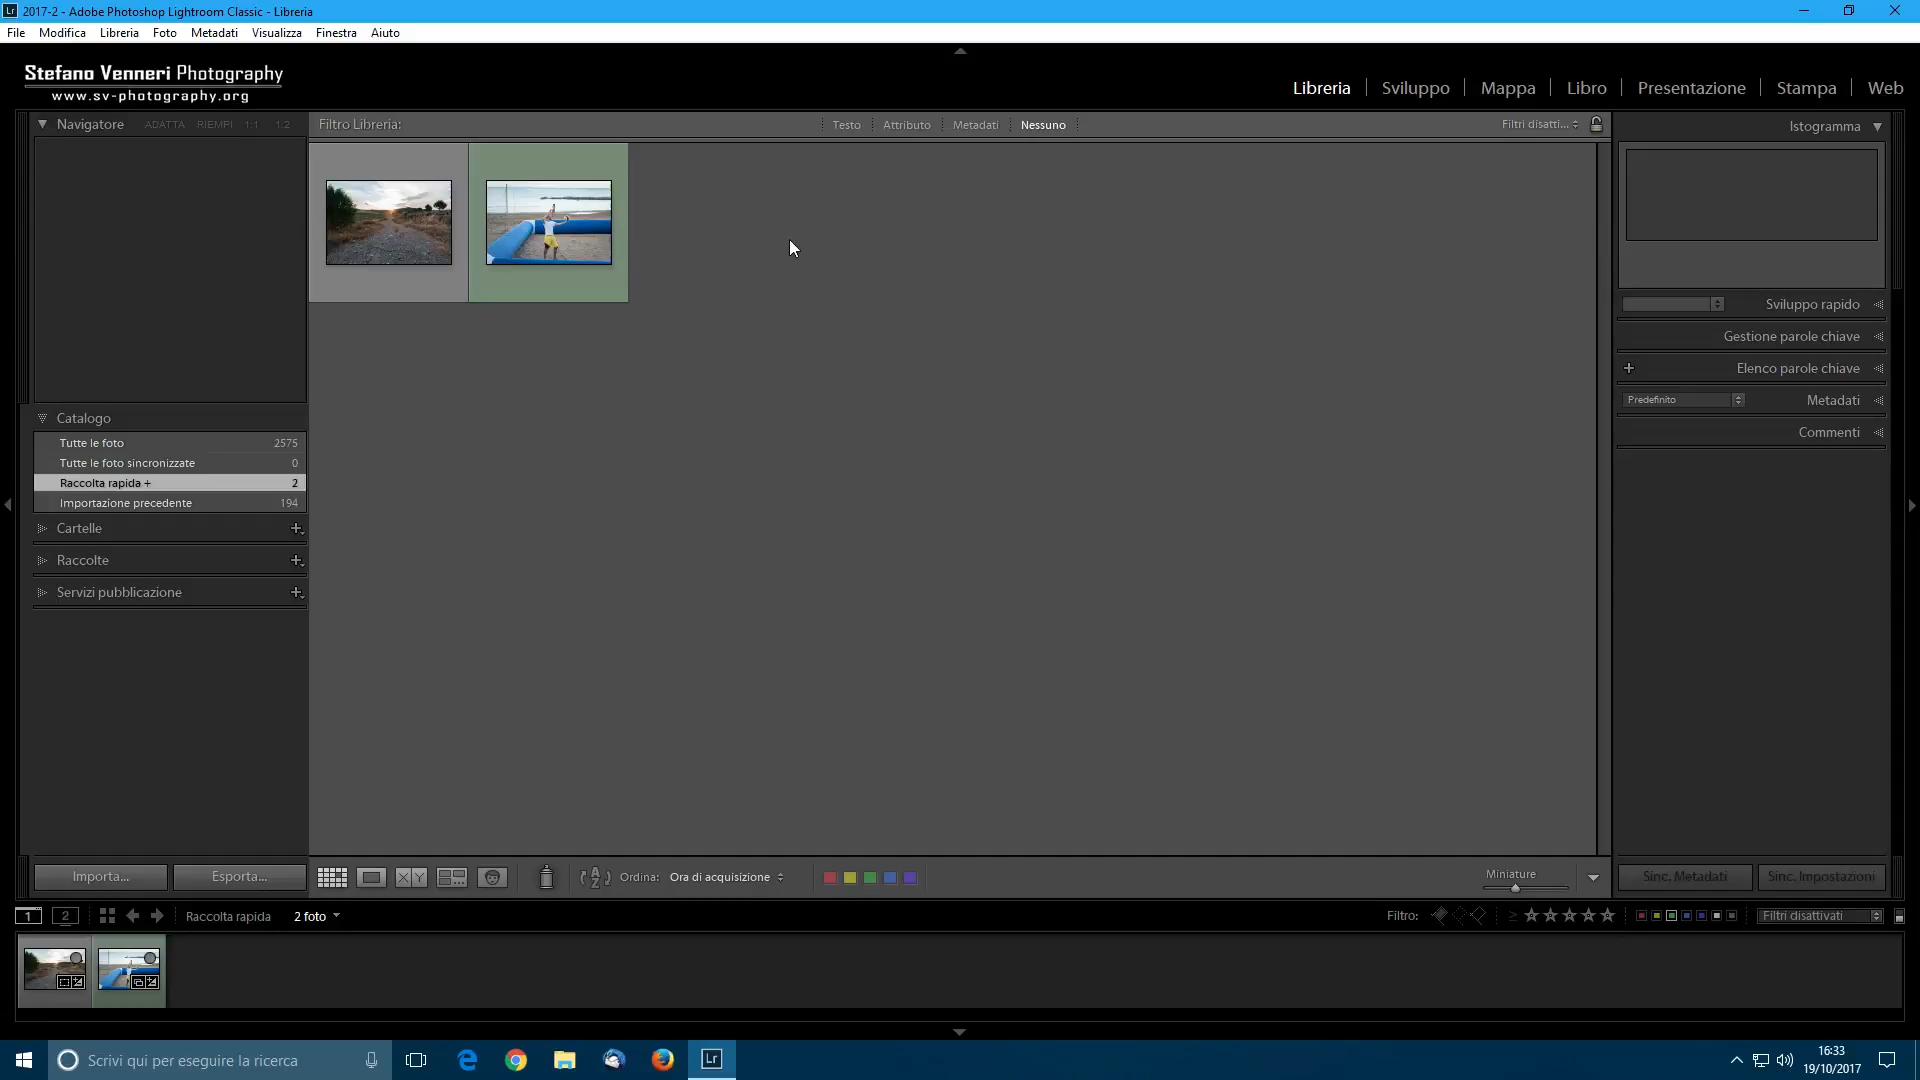 2017-2 - Adobe Photoshop Lightroom Classic - Libreria
File Modifica Libreria Foto Metadati Visualizza Finestra Aiuto
Stefano Venneri Photography
www.sv-photography.org
Libreria Sviluppo Mappa Libro Presentazione Stampa Web
Navigatore ADATTA RIEMPI 1:1 1:2
Filtro Libreria: Testo Attributo Metadati Nessuno Filtri disatti...
Istogramma
Sviluppo rapido
Gestione parole chiave
Elenco parole chiave
Predefinito Metadati
Commenti
Catalogo
Tutte le foto 2575
Tutte le foto sincronizzate 0
Raccolta rapida + 2
Importazione precedente 194
Cartelle
Raccolte
Servizi pubblicazione
Importa... Esporta...
XY
Ordina: Ora di acquisizione
Miniature
Sinc. Metadati Sinc. Impostazioni
1 2 Raccolta rapida 2 foto
Filtro: Filtri disattivati
Scrivi qui per eseguire la ricerca
Lr
16:33
19/10/2017